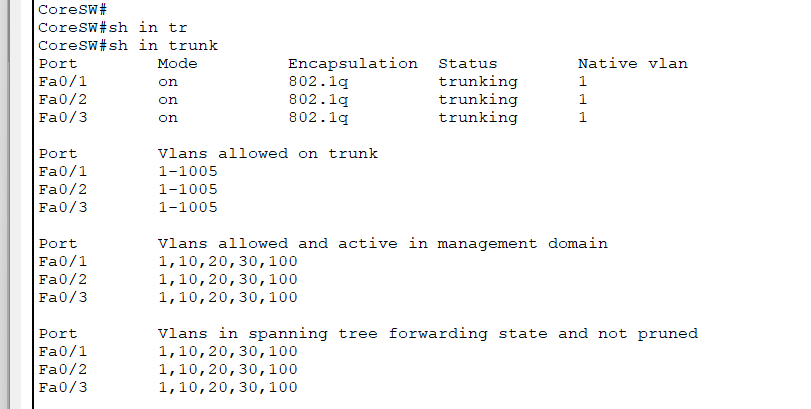 CoreSW#
CoreSW#sh in tr
CoreSW#sh in trunk
Port        Mode         Encapsulation  Status        Native vlan
Fa0/1       on           802.1q         trunking      1
Fa0/2       on           802.1q         trunking      1
Fa0/3       on           802.1q         trunking      1
Port        Vlans allowed on trunk
Fa0/1       1-1005
Fa0/2       1-1005
Fa0/3       1-1005
Port        Vlans allowed and active in management domain
Fa0/1       1,10,20,30,100
Fa0/2       1,10,20,30,100
Fa0/3       1,10,20,30,100
Port        Vlans in spanning tree forwarding state and not pruned
Fa0/1       1,10,20,30,100
Fa0/2       1,10,20,30,100
Fa0/3       1,10,20,30,100